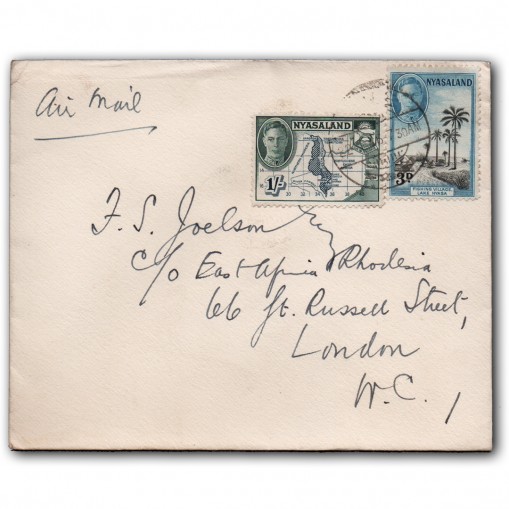 Air Mail
NYASALAND
1/-
NYASALAND
3D
FISHING VILLAGE
LAKE NYASA
30AM
F. S. Joelson Esq
c/o East Africa Rhodesia
66 Gt. Russell Street,
London
W.C. 1